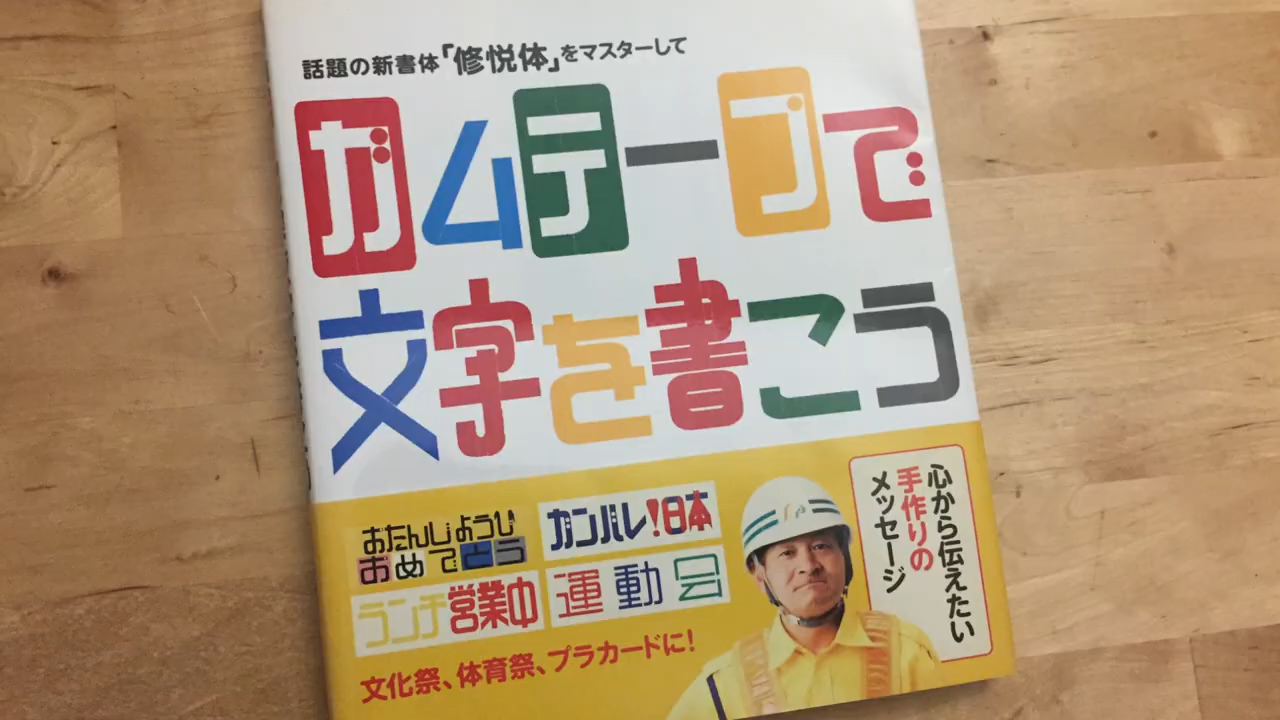 話題の新書体「修悦体」をマスターして
ガムテープで
文字を書こう
おたんじょうび
おめでとう
ガンバレ!日本
ランチ営業中
運動会
文化祭、体育祭、プラカードに!
心から伝えたい
手作りの
メッセージ